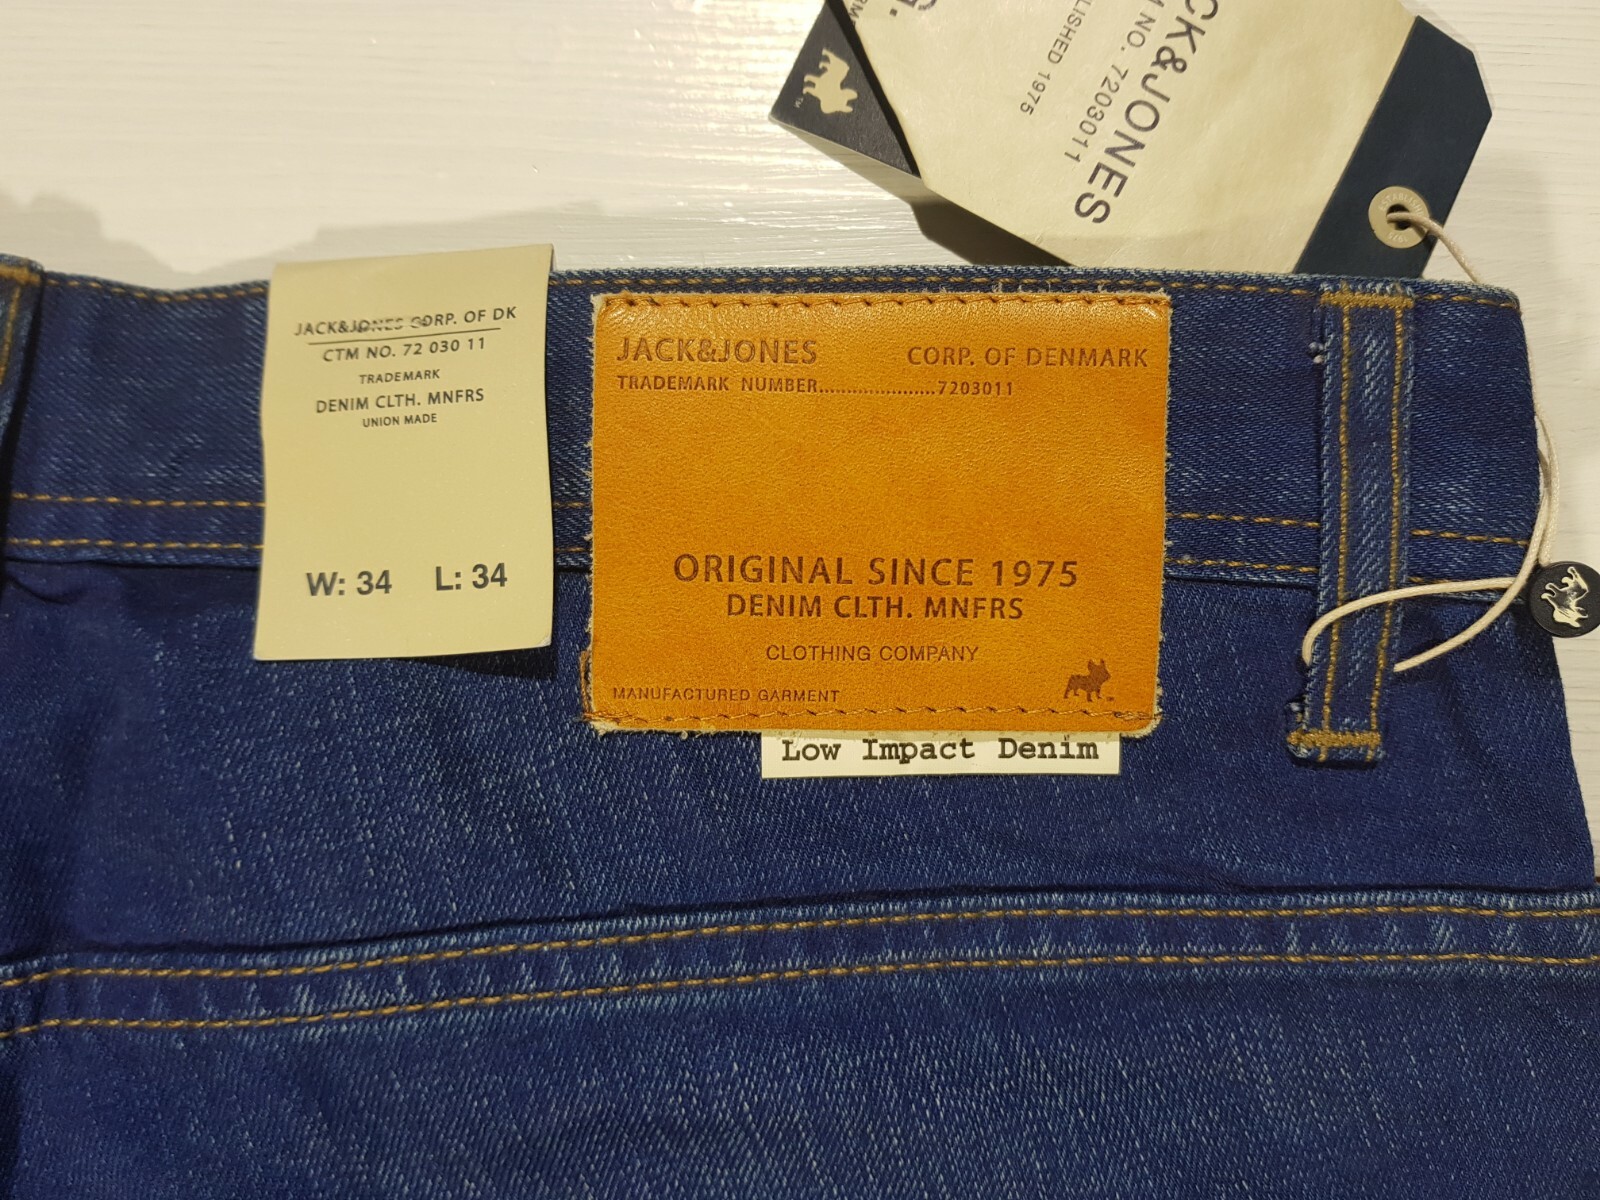 CK&JONES
NO. 7203011
LISHED 1975
JACK&JONES CORP. OF DK
CTM NO. 72 030 11
TRADEMARK
DENIM CLTH. MNFRS
UNION MADE
W: 34 L: 34
JACK&JONES CORP. OF DENMARK
TRADEMARK NUMBER.....................7203011
ORIGINAL SINCE 1975
DENIM CLTH. MNFRS
CLOTHING COMPANY
MANUFACTURED GARMENT
Low Impact Denim